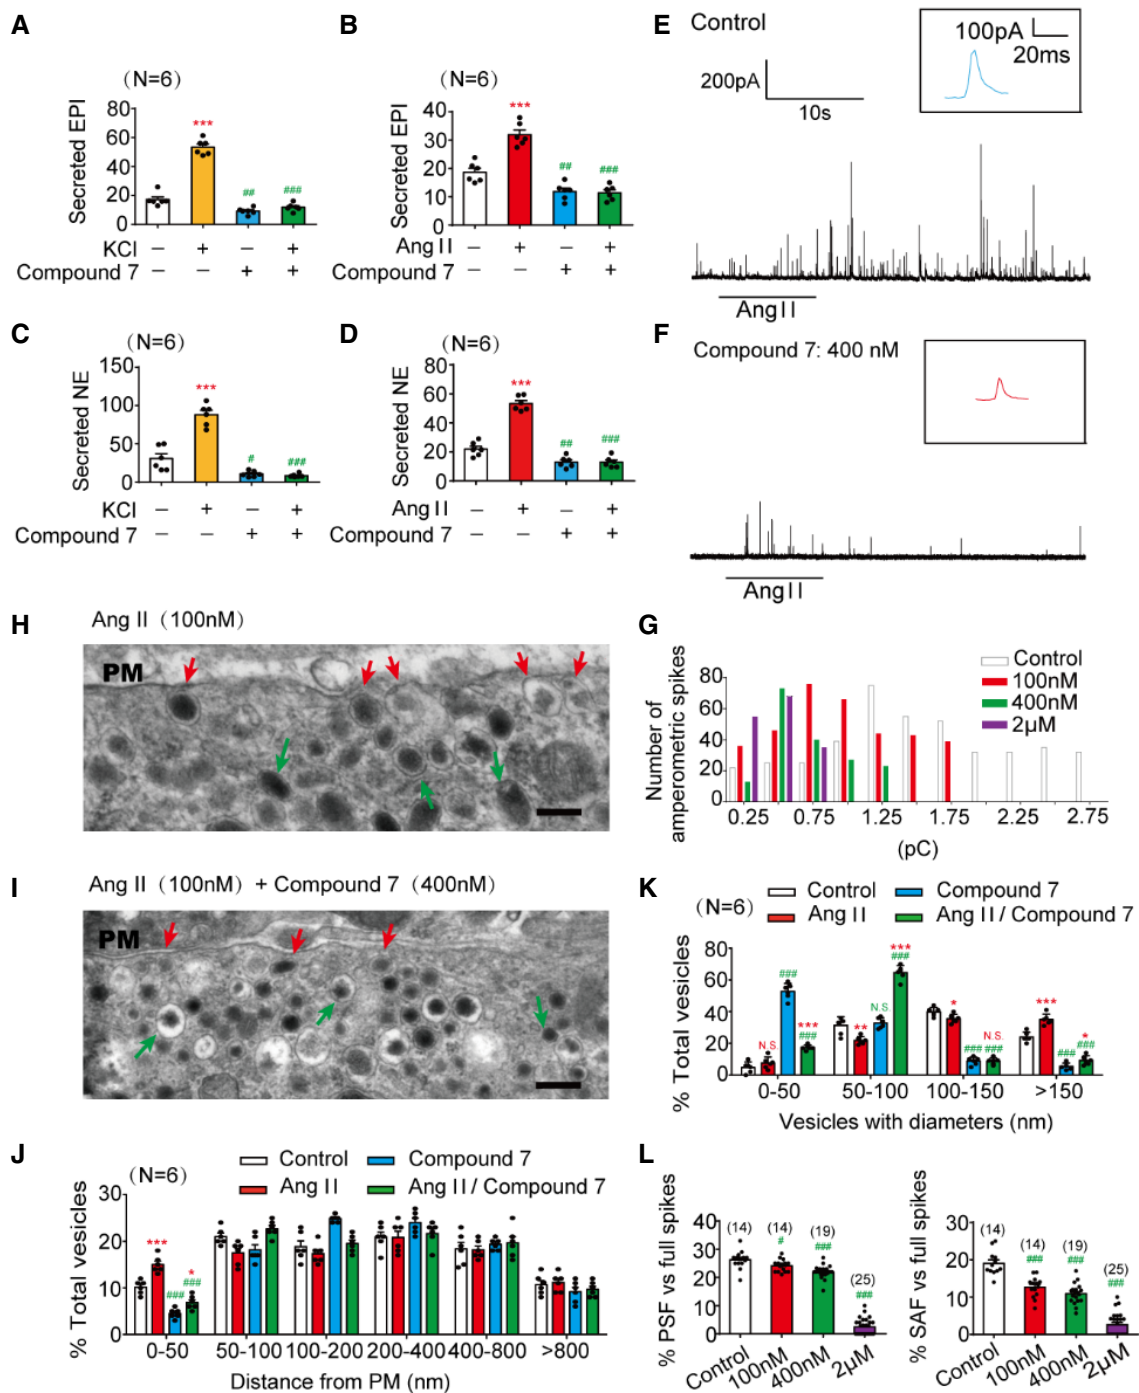 A
(N=6)
Secreted EPI
80
60
40
20
0
*** ## ###
KCl – + – +
Compound 7 – – + +
B
(N=6)
Secreted EPI
40
30
20
10
0
*** ## ###
Ang II – + – +
Compound 7 – – + +
C
(N=6)
Secreted NE
150
100
50
0
*** # ###
KCl – + – +
Compound 7 – – + +
D
(N=6)
Secreted NE
80
60
40
20
0
*** ## ###
Ang II – + – +
Compound 7 – – + +
E
Control
200pA
10s
100pA
20ms
Ang II
F
Compound 7: 400 nM
Ang II
H
Ang II (100nM)
PM
G
Number of
amperometric spikes
80
60
40
20
0
Control
100nM
400nM
2µM
0.25 0.75 1.25 1.75 2.25 2.75
(pC)
I
Ang II (100nM) + Compound 7 (400nM)
PM
K
(N=6)
Control Compound 7
Ang II Ang II / Compound 7
% Total vesicles
80
60
40
20
0
N.S ### *** ###
** N.S. *** ###
* ### N.S. ###
*** ### * ###
0-50 50-100 100-150 >150
Vesicles with diameters (nm)
J
(N=6)
Control Compound 7
Ang II Ang II / Compound 7
% Total vesicles
30
20
10
0
*** ### * ###
0-50 50-100 100-200 200-400 400-800 >800
Distance from PM (nm)
L
% PSF vs full spikes
40
30
20
10
0
(14) (14) (19) (25)
# ### ###
Control 100nM 400nM 2µM
% SAF vs full spikes
30
20
10
0
(14) (14) (19) (25)
### ### ###
Control 100nM 400nM 2µM